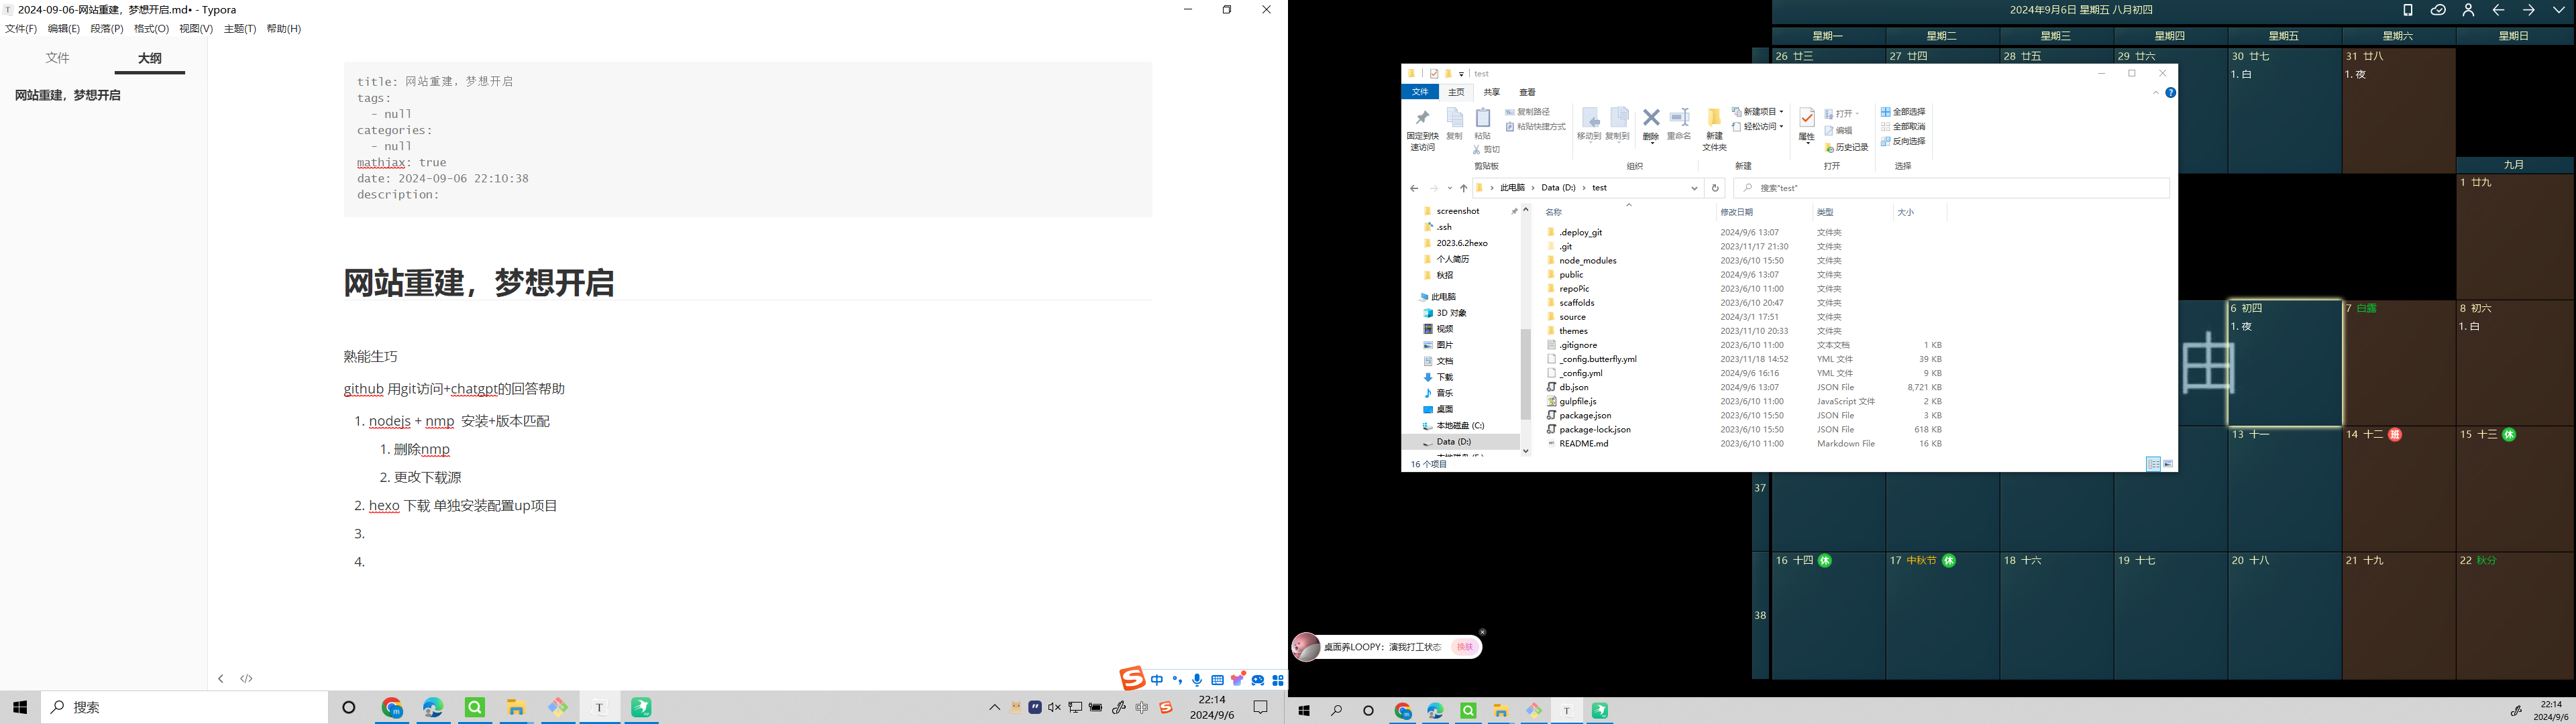 2024-09-06-网站重建，梦想开启.md• - Typora
文件(F) 编辑(E) 段落(P) 格式(O) 视图(V) 主题(T) 帮助(H)
文件 大纲
网站重建，梦想开启
title: 网站重建，梦想开启
tags:
- null
categories:
- null
mathjax: true
date: 2024-09-06 22:10:38
description:
网站重建，梦想开启
熟能生巧
github 用git访问+chatgpt的回答帮助
1. nodejs + nmp 安装+版本匹配
1. 删除nmp
2. 更改下载源
2. hexo 下载 单独安装配置up项目
3.
4.
中
搜索
22:14
2024/9/6
2024年9月6日 星期五 八月初四
星期一 星期二 星期三 星期四 星期五 星期六 星期日
26 廿三 27 廿四 28 廿五 29 廿六 30 廿七 31 廿八
1. 白 1. 夜
九月
1 廿九
6 初四 7 白露 8 初六
1. 夜 1. 白
由
13 十一 14 十二 班 15 十三 休
37
16 十四 休 17 中秋节 休 18 十六 19 十七 20 十八 21 十九 22 秋分
38
test
文件 主页 共享 查看
固定到快速访问 复制 粘贴 复制路径 粘贴快捷方式 剪切
移动到 复制到 删除 重命名 新建文件夹 新建项目 轻松访问
属性 打开 编辑 历史记录 全部选择 全部取消 反向选择
剪贴板 组织 新建 打开 选择
此电脑 Data (D:) test 搜索"test"
screenshot
.ssh
2023.6.2hexo
个人简历
秋招
此电脑
3D 对象
视频
图片
文档
下载
音乐
桌面
本地磁盘 (C:)
Data (D:)
名称 修改日期 类型 大小
.deploy_git 2024/9/6 13:07 文件夹
.git 2023/11/17 21:30 文件夹
node_modules 2023/6/10 15:50 文件夹
public 2024/9/6 13:07 文件夹
repoPic 2023/6/10 11:00 文件夹
scaffolds 2023/6/10 20:47 文件夹
source 2024/3/1 17:51 文件夹
themes 2023/11/10 20:33 文件夹
.gitignore 2023/6/10 11:00 文本文档 1 KB
_config.butterfly.yml 2023/11/18 14:52 YML 文件 39 KB
_config.yml 2024/9/6 16:16 YML 文件 9 KB
db.json 2024/9/6 13:07 JSON File 8,721 KB
gulpfile.js 2023/6/10 11:00 JavaScript 文件 2 KB
package.json 2023/6/10 15:50 JSON File 3 KB
package-lock.json 2023/6/10 15:50 JSON File 618 KB
README.md 2023/6/10 11:00 Markdown File 16 KB
16 个项目
桌面养LOOPY：演我打工状态 换肤
22:14
2024/9/6